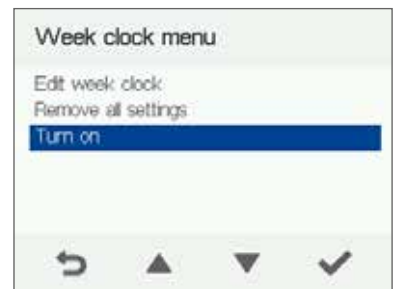 Week clock menu
Edit week clock
Remove all settings
Turn on